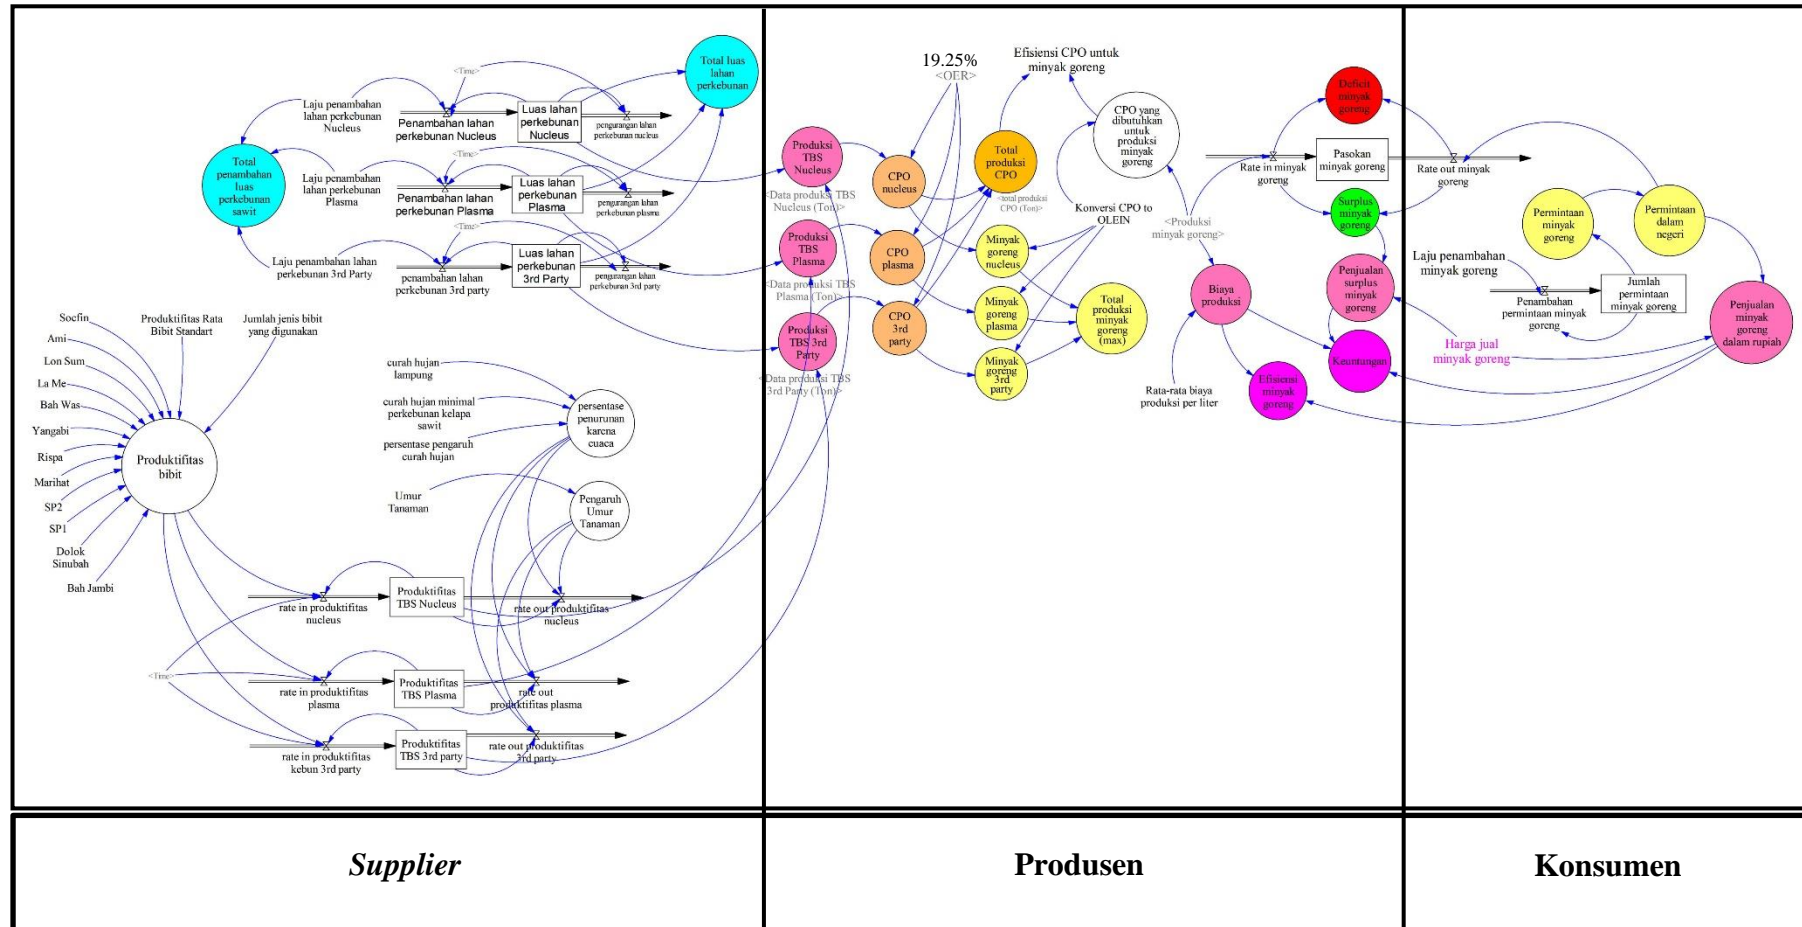 Total luas
lahan
perkebunan
<Time>
Laju penambahan
lahan perkebunan
Nucleus
Penambahan lahan
perkebunan Nucleus
Luas lahan
perkebunan
Nucleus
pengurangan lahan
perkebunan nucleus
Total
penambahan
luas
perkebunan
sawit
<Time>
Laju penambahan
lahan perkebunan
Plasma
Penambahan lahan
perkebunan Plasma
Luas lahan
perkebunan
Plasma
pengurangan lahan
perkebunan plasma
<Time>
Laju penambahan lahan
perkebunan 3rd Party
penambahan lahan
perkebunan 3rd party
Luas lahan
perkebunan
3rd Party
pengurangan lahan
perkebunan 3rd party
Socfin
Ami
Lon Sum
La Me
Bah Was
Yangabi
Rispa
Marihat
SP2
SP1
Dolok
Sinubah
Bah Jambi
Produktifitas Rata
Bibit Standart
Jumlah jenis bibit
yang digunakan
Produktifitas
bibit
curah hujan
lampung
curah hujan minimal
perkebunan kelapa
sawit
persentase pengaruh
curah hujan
persentase
penurunan
karena
cuaca
Umur
Tanaman
Pengaruh
Umur
Tanaman
rate in produktifitas
nucleus
Produktifitas
TBS Nucleus
rate out produktifitas
nucleus
<Time>
rate in produktifitas
plasma
Produktifitas
TBS Plasma
rate out
produktifitas plasma
rate in produktifitas
kebun 3rd party
Produktifitas
TBS 3rd party
rate out produktifitas
3rd party
19.25%
<OER>
Efisiensi CPO untuk
minyak goreng
Produksi
TBS
Nucleus
<Data produksi TBS
Nucleus (Ton)>
Produksi
TBS
Plasma
<Data produksi TBS
Plasma (Ton)>
Produksi
TBS 3rd
Party
<Data produksi TBS
3rd Party (Ton)>
CPO
nucleus
CPO
plasma
CPO
3rd
party
Total
produksi
CPO
<total produksi
CPO (Ton)>
CPO yang
dibutuhkan
untuk
produksi
minyak
goreng
Konversi CPO to
OLEIN
Minyak
goreng
nucleus
Minyak
goreng
plasma
Minyak
goreng
3rd
party
Total
produksi
minyak
goreng
(max)
<Produksi
minyak goreng>
Biaya
produksi
Rata-rata biaya
produksi per liter
Deficit
minyak
goreng
Rate in minyak
goreng
Pasokan
minyak goreng
Rate out minyak
goreng
Surplus
minyak
goreng
Penjualan
surplus
minyak
goreng
Keuntungan
Efisiensi
minyak
goreng
Harga jual
minyak goreng
Permintaan
minyak
goreng
Permintaan
dalam
negeri
Laju penambahan
minyak goreng
Penambahan
permintaan minyak
goreng
Jumlah
permintaan
minyak goreng
Penjualan
minyak
goreng
dalam rupiah
Supplier
Produsen
Konsumen